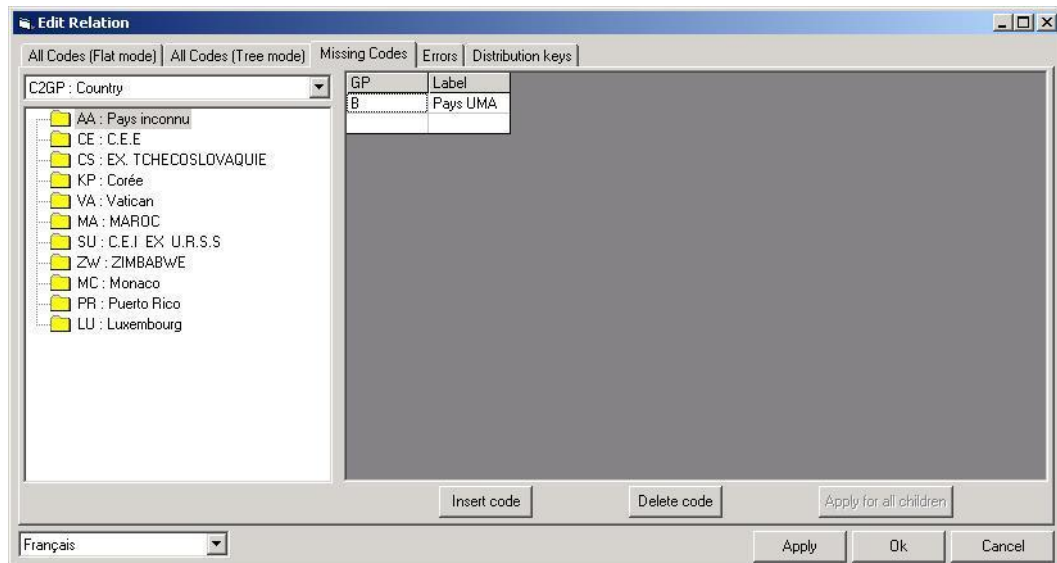 Edit Relation
All Codes (Flat mode) All Codes (Tree mode) Missing Codes Errors Distribution keys
C2GP : Country
AA : Pays inconnu
CE : C.E.E
CS : EX. TCHECOSLOVAQUIE
KP : Corée
VA : Vatican
MA : MAROC
SU : C.E.I EX U.R.S.S
ZW : ZIMBABWE
MC : Monaco
PR : Puerto Rico
LU : Luxembourg
GP Label
B Pays UMA
Insert code Delete code Apply for all children
Français
Apply Ok Cancel